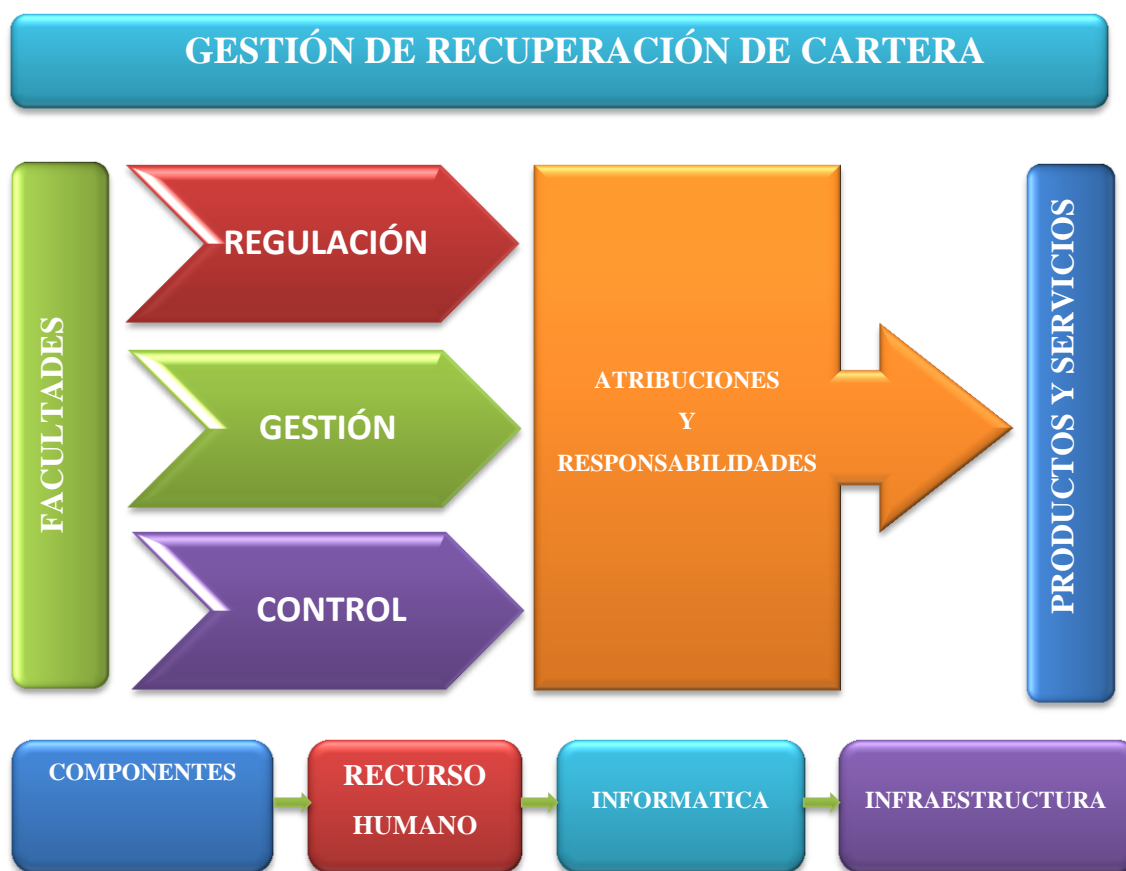 GESTIÓN DE RECUPERACIÓN DE CARTERA
FACULTADES
REGULACIÓN
GESTIÓN
CONTROL
ATRIBUCIONES
Y
RESPONSABILIDADES
PRODUCTOS Y SERVICIOS
COMPONENTES
RECURSO
HUMANO
INFORMATICA
INFRAESTRUCTURA